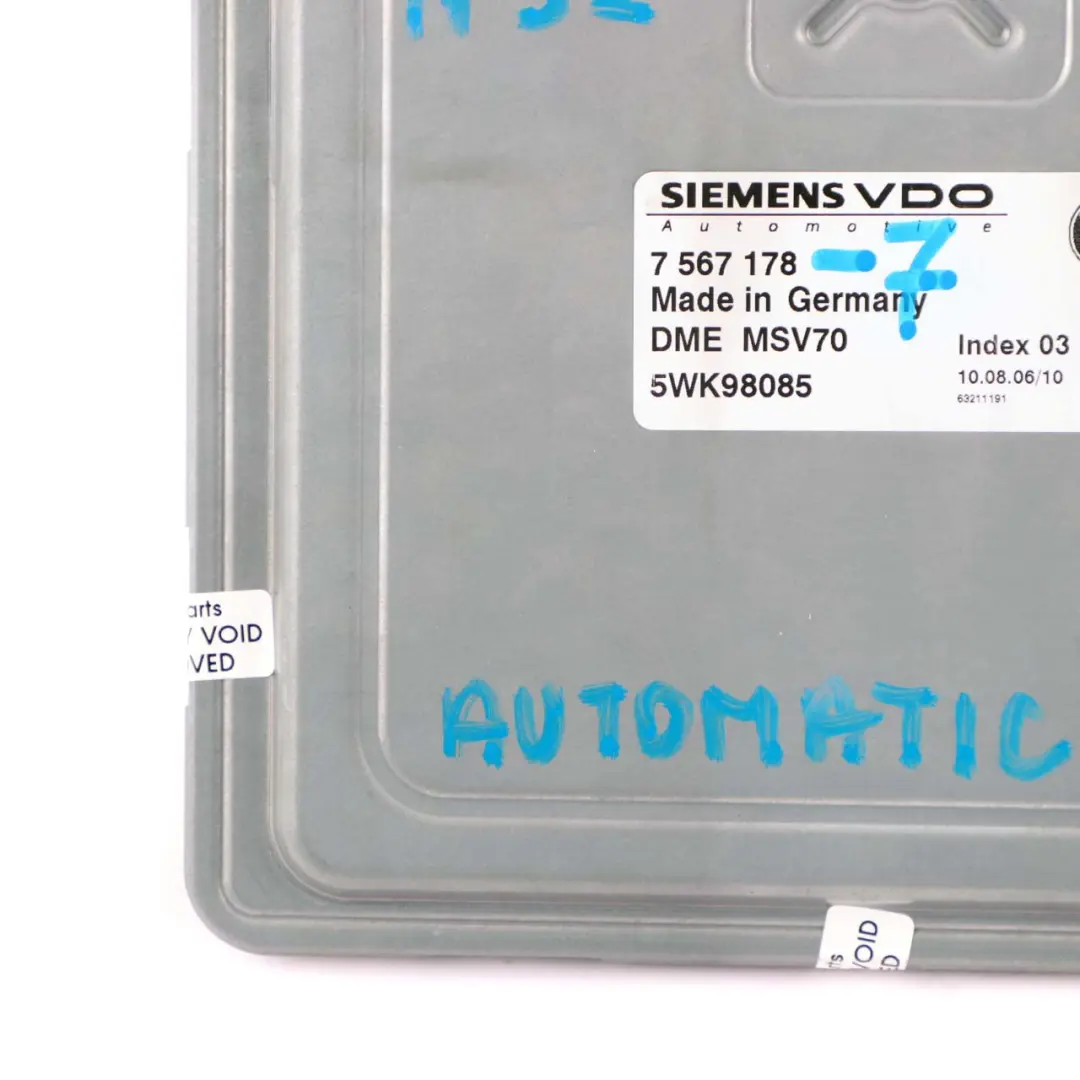 SIEMENS VDO
Automotive
7 567 178 -7
Made in Germany
DME MSV70
Index 03
5WK98085
10.08.06/10
63211191
arts
VOID
VED
AUTOMATIC
VOID